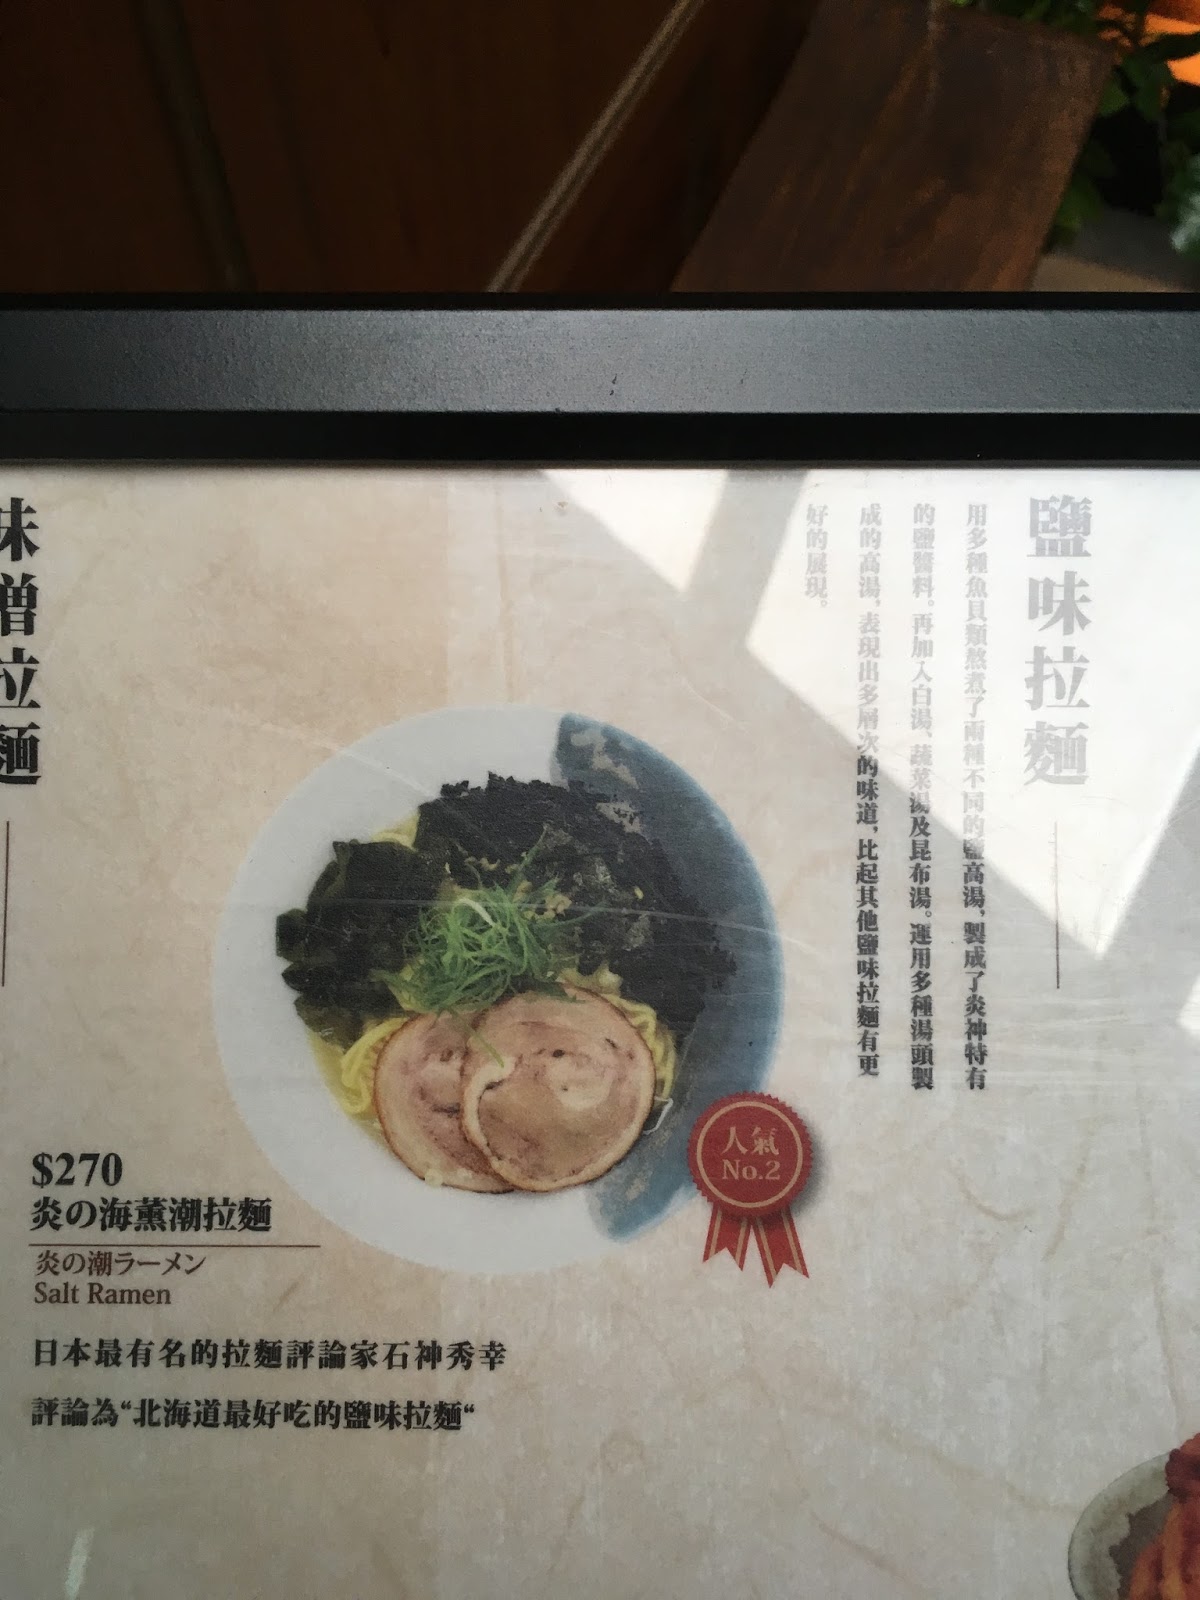 鹽味拉麵
用多種魚貝類熬煮了兩種不同的鹽高湯,製成了炎神特有
的鹽醬料。再加入白湯、蔬菜湯及昆布湯。運用多種湯頭製
成的高湯,表現出多層次的味道,比起其他鹽味拉麵有更
好的展現。
人氣
No.2
$270
炎の海薰潮拉麵
炎の潮ラーメン
Salt Ramen
日本最有名的拉麵評論家石神秀幸
評論為“北海道最好吃的鹽味拉麵“
味噌拉麵